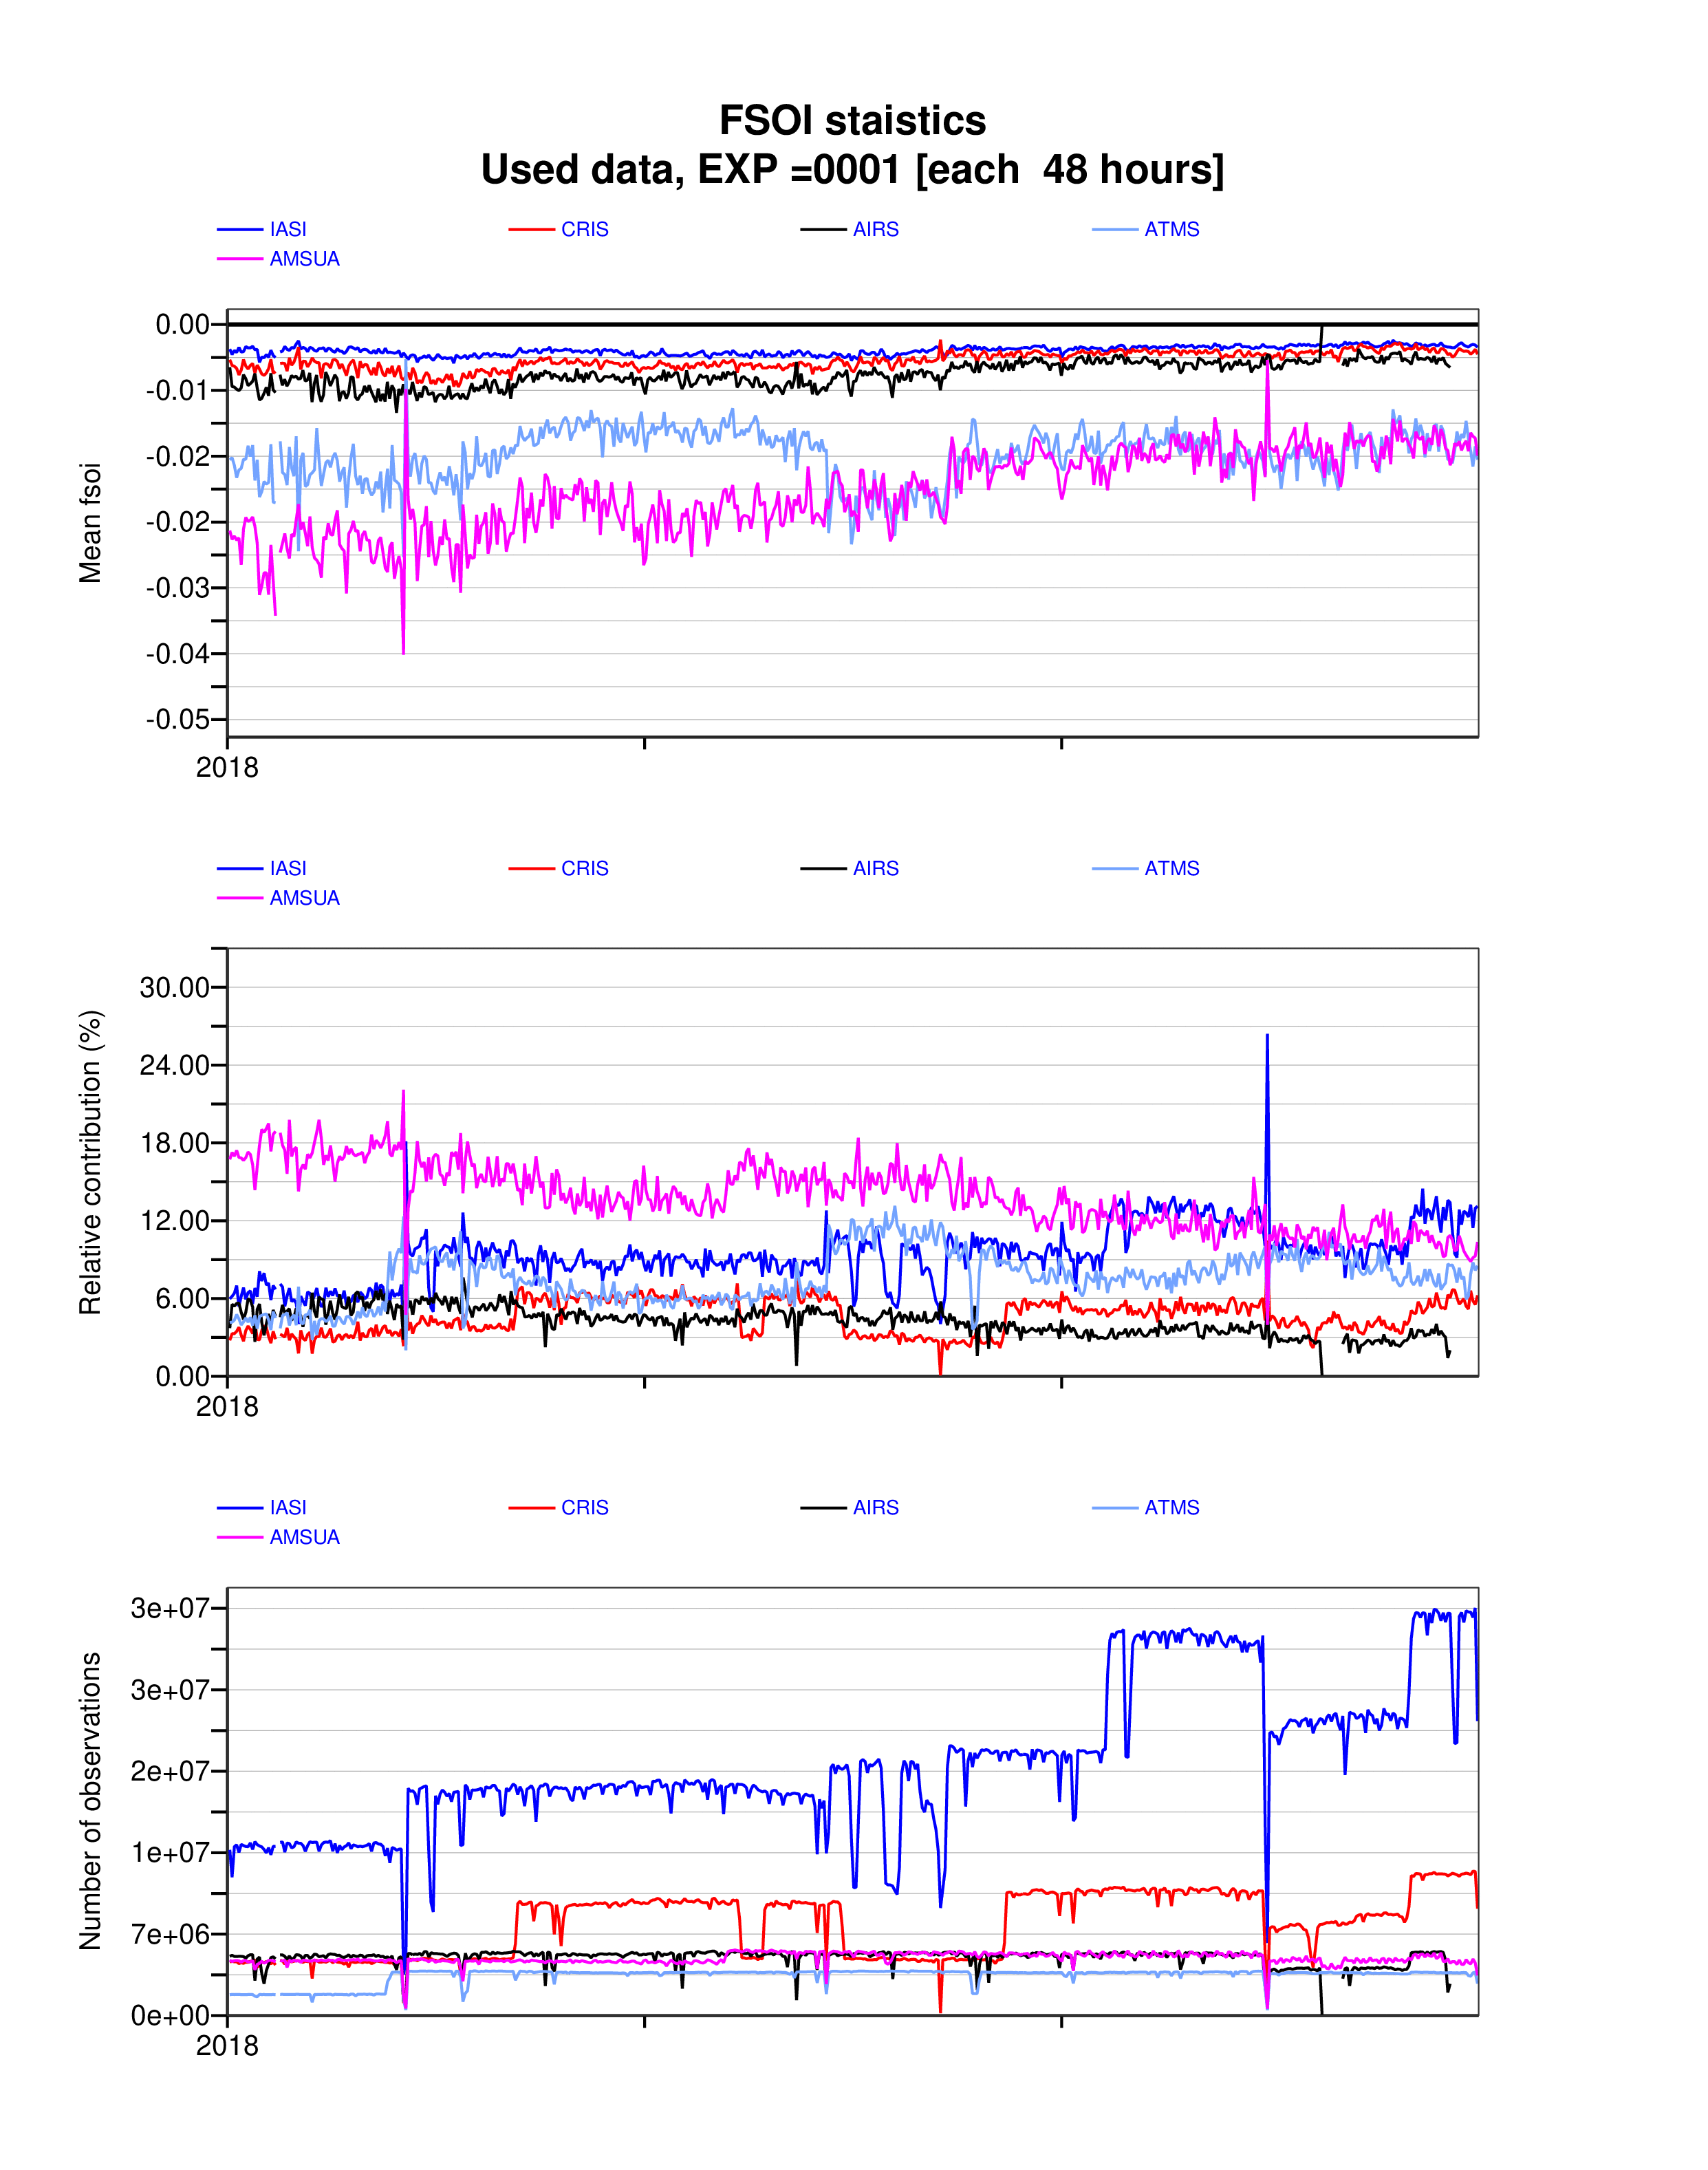 FSOI staistics
Used data, EXP =0001 [each  48 hours]
IASI CRIS AIRS ATMS
AMSUA
0.00
-0.01
-0.02
-0.02
-0.03
-0.04
-0.05
Mean fsoi
2018
IASI CRIS AIRS ATMS
AMSUA
30.00
24.00
18.00
12.00
6.00
0.00
Relative contribution (%)
2018
IASI CRIS AIRS ATMS
AMSUA
3e+07
3e+07
2e+07
1e+07
7e+06
0e+00
Number of observations
2018